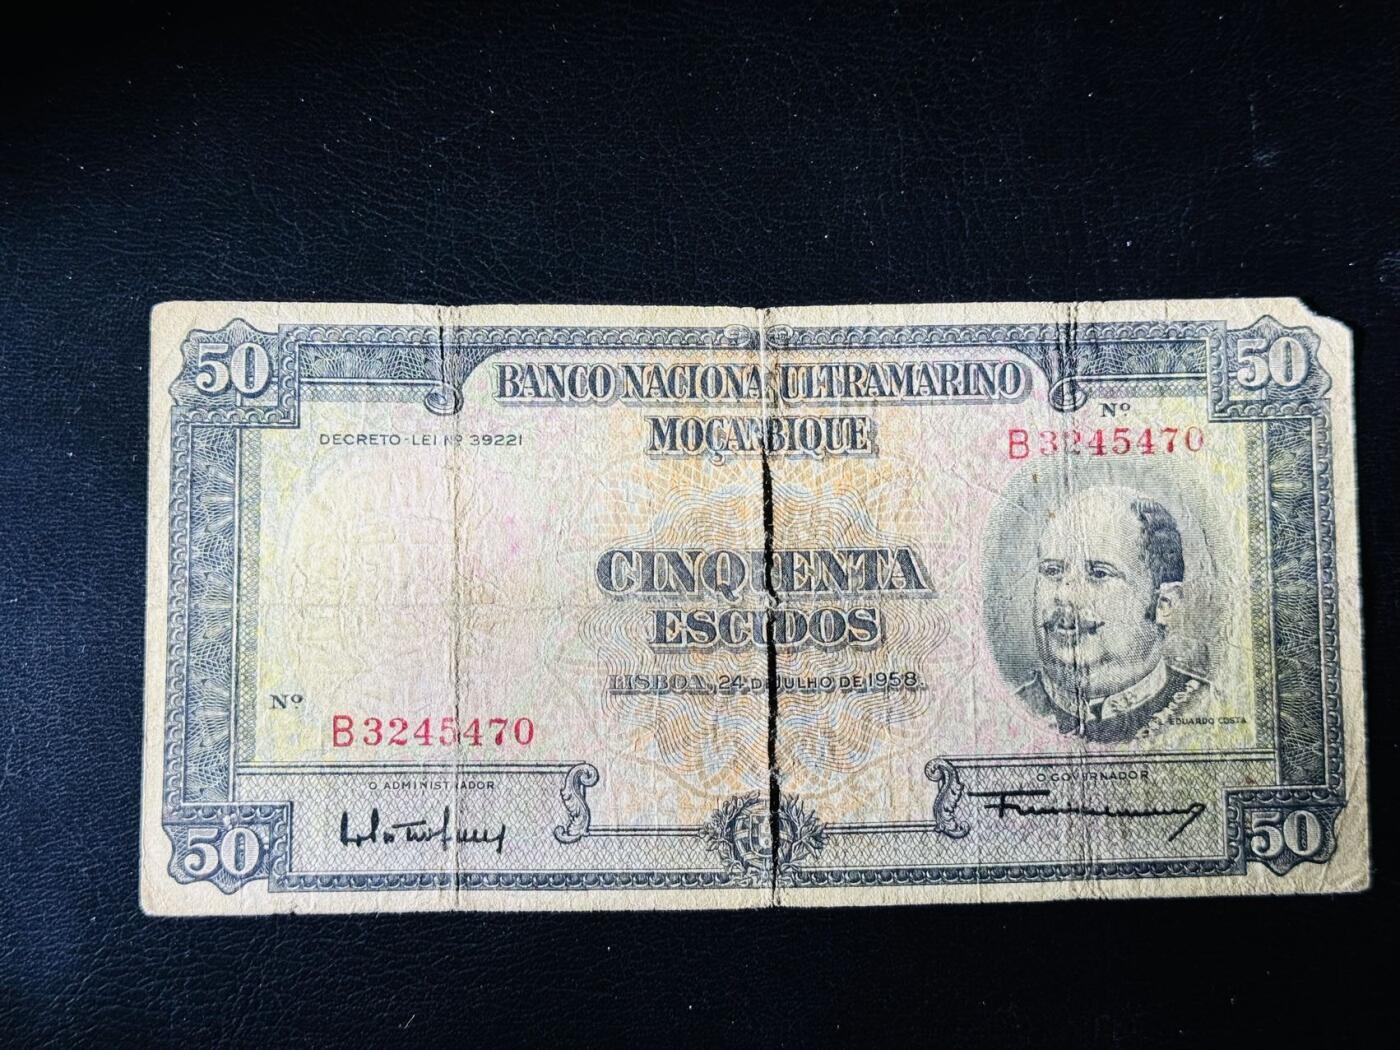 50
50
BANCO NACIONAL ULTRAMARINO
MOÇAMBIQUE
DECRETO-LEI Nº 39221
Nº
B3245470
CINQUENTA
ESCUDOS
LISBOA, 24 DE JULHO DE 1958.
Nº
B3245470
EDUARDO COSTA
O ADMINISTRADOR
O GOVERNADOR
50
50